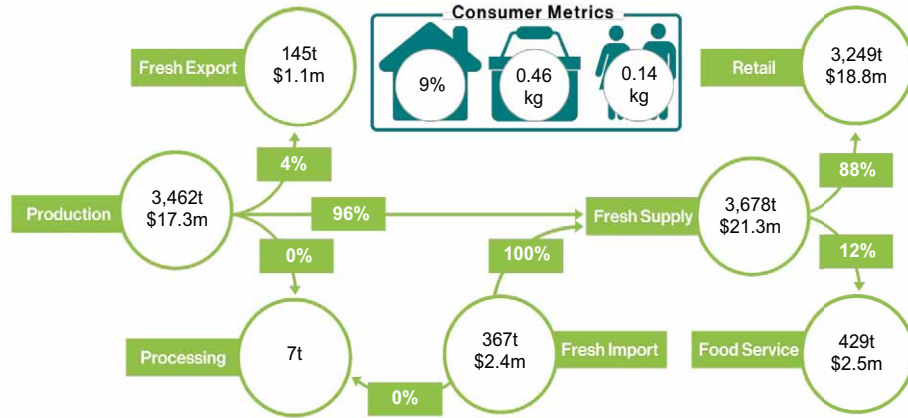 Consumer Metrics
Fresh Export
145t
$1.1m
9%
0.46
kg
0.14
kg
Retail
3,249t
$18.8m
4%
88%
Production
3,462t
$17.3m
96%
Fresh Supply
3,678t
$21.3m
0%
100%
12%
Processing
7t
367t
$2.4m
Fresh Import
Food Service
429t
$2.5m
0%